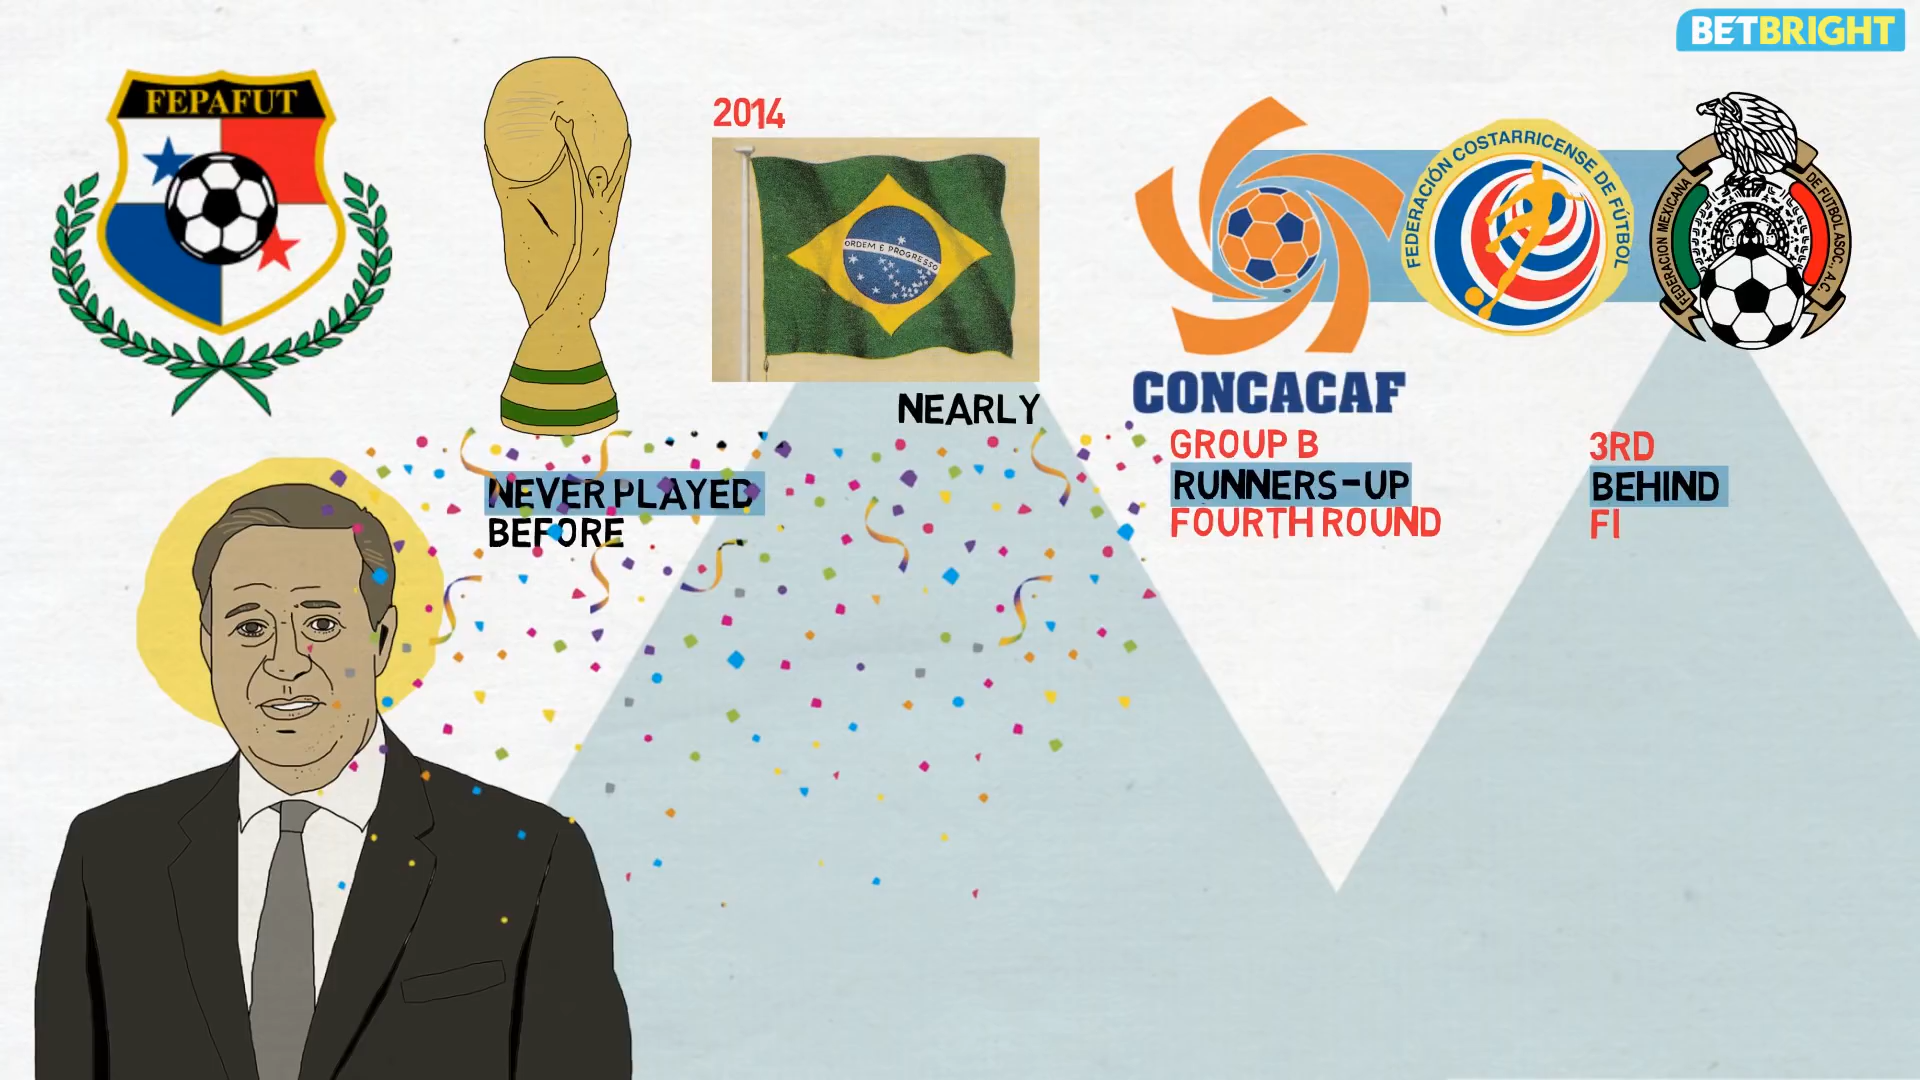 BETBRIGHT
FEPAFUT
2014
ORDEM E PROGRESSO
NEARLY
NEVER PLAYED
BEFORE
CONCACAF
GROUP B
RUNNERS-UP
FOURTH ROUND
FEDERACIÓN COSTARRICENSE DE FÚTBOL
FEDERACION MEXICANA
DE FUTBOL ASOC., A.C.
3RD
BEHIND
FI